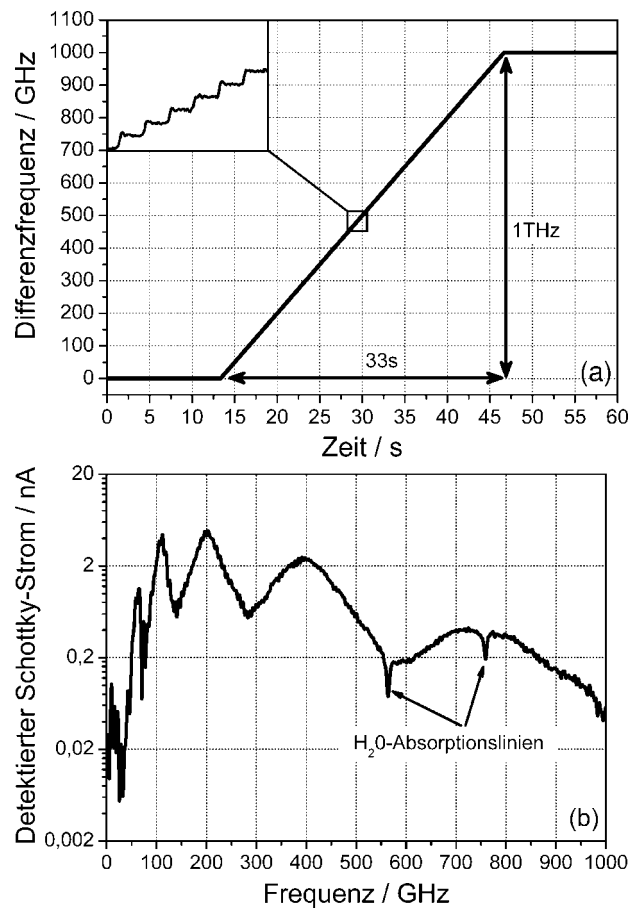 1100
1000
900
800
700
600
500
400
300
200
100
0
Differenzfrequenz / GHz
1THz
33s
(a)
0 5 10 15 20 25 30 35 40 45 50 55 60
Zeit / s
20
2
0.2
0,02
0,002
Detektierter Schottky-Strom / nA
H20-Absorptionslinien
(b)
0 100 200 300 400 500 600 700 800 900 1000
Frequenz / GHz